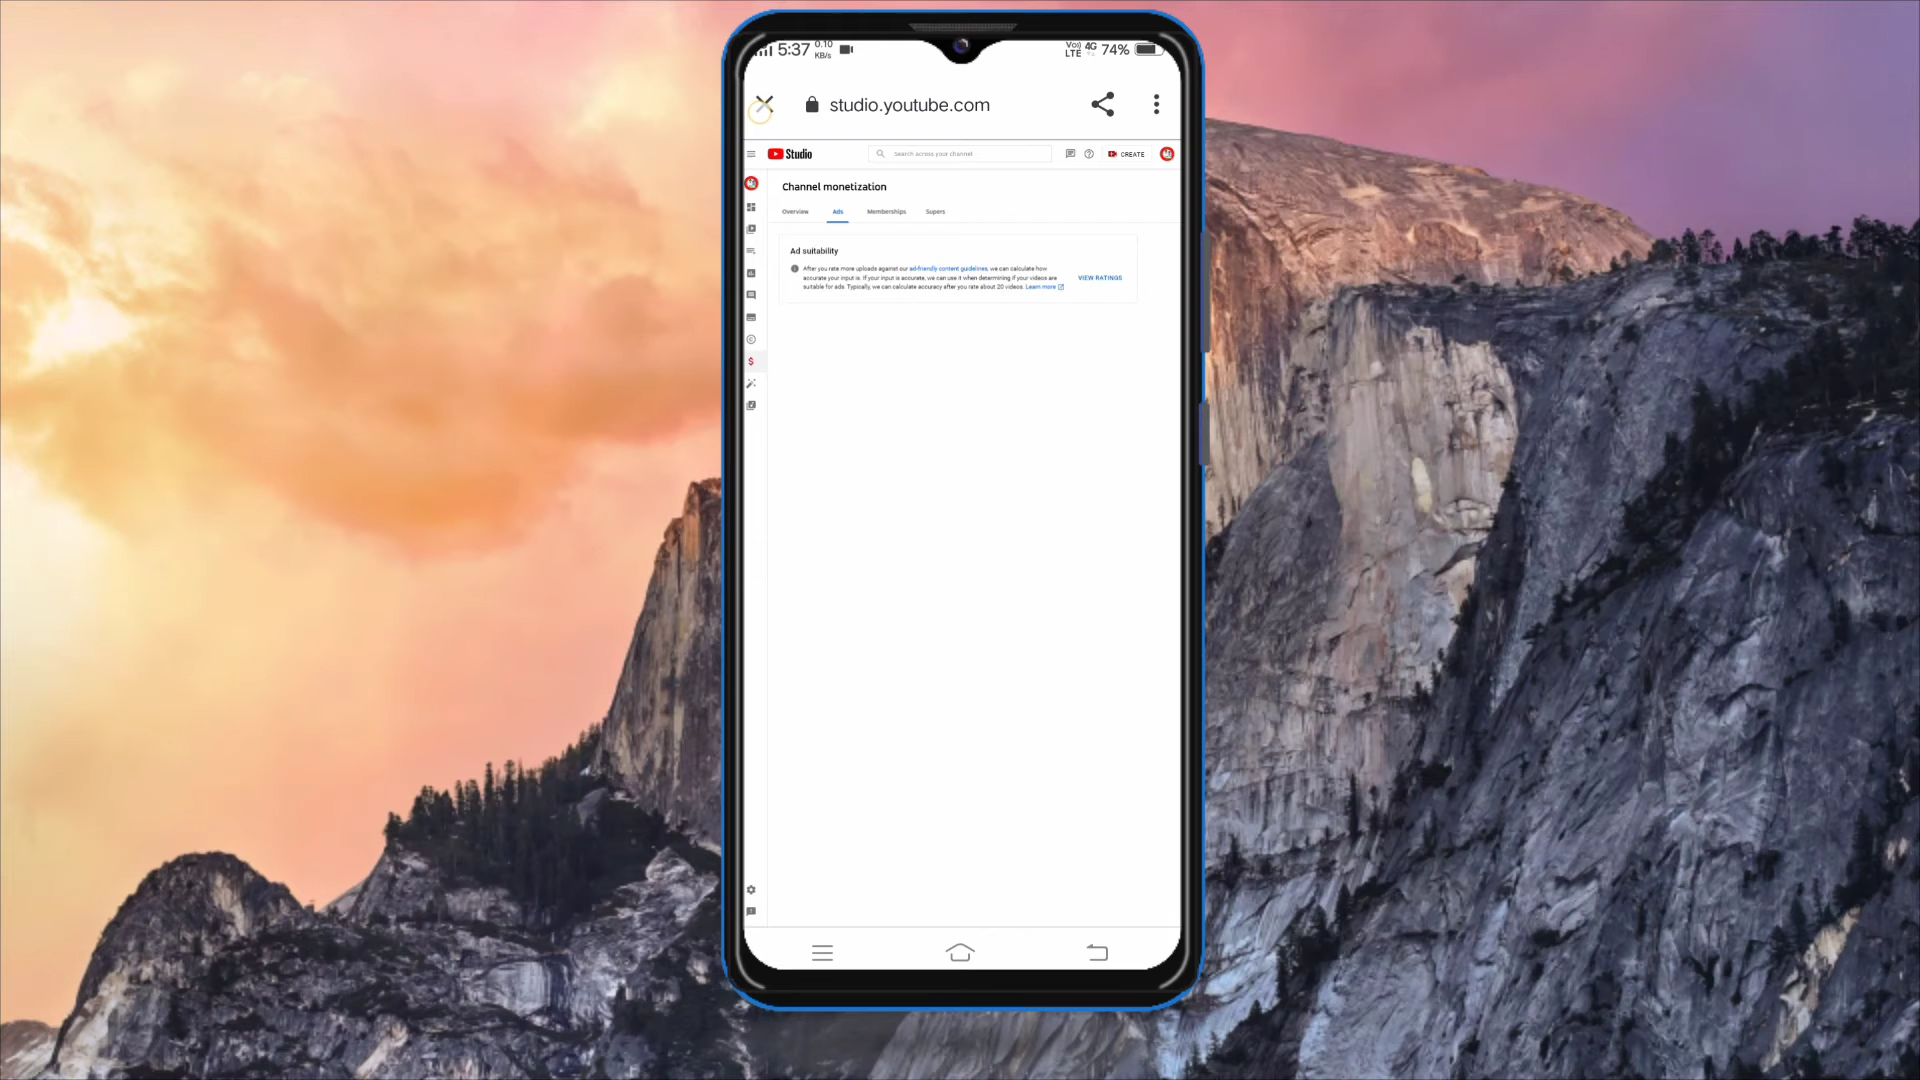 5:37 0.10 KB/s Vo) LTE 4G 74%
studio.youtube.com
Studio Search across your channel CREATE
Channel monetization
Overview Ads Memberships Supers
Ad suitability
After you rate more uploads against our ad-friendly content guidelines, we can calculate how
accurate your input is. If your input is accurate, we can use it when determining if your videos are
suitable for ads. Typically, we can calculate accuracy after you rate about 20 videos. Learn more
VIEW RATINGS